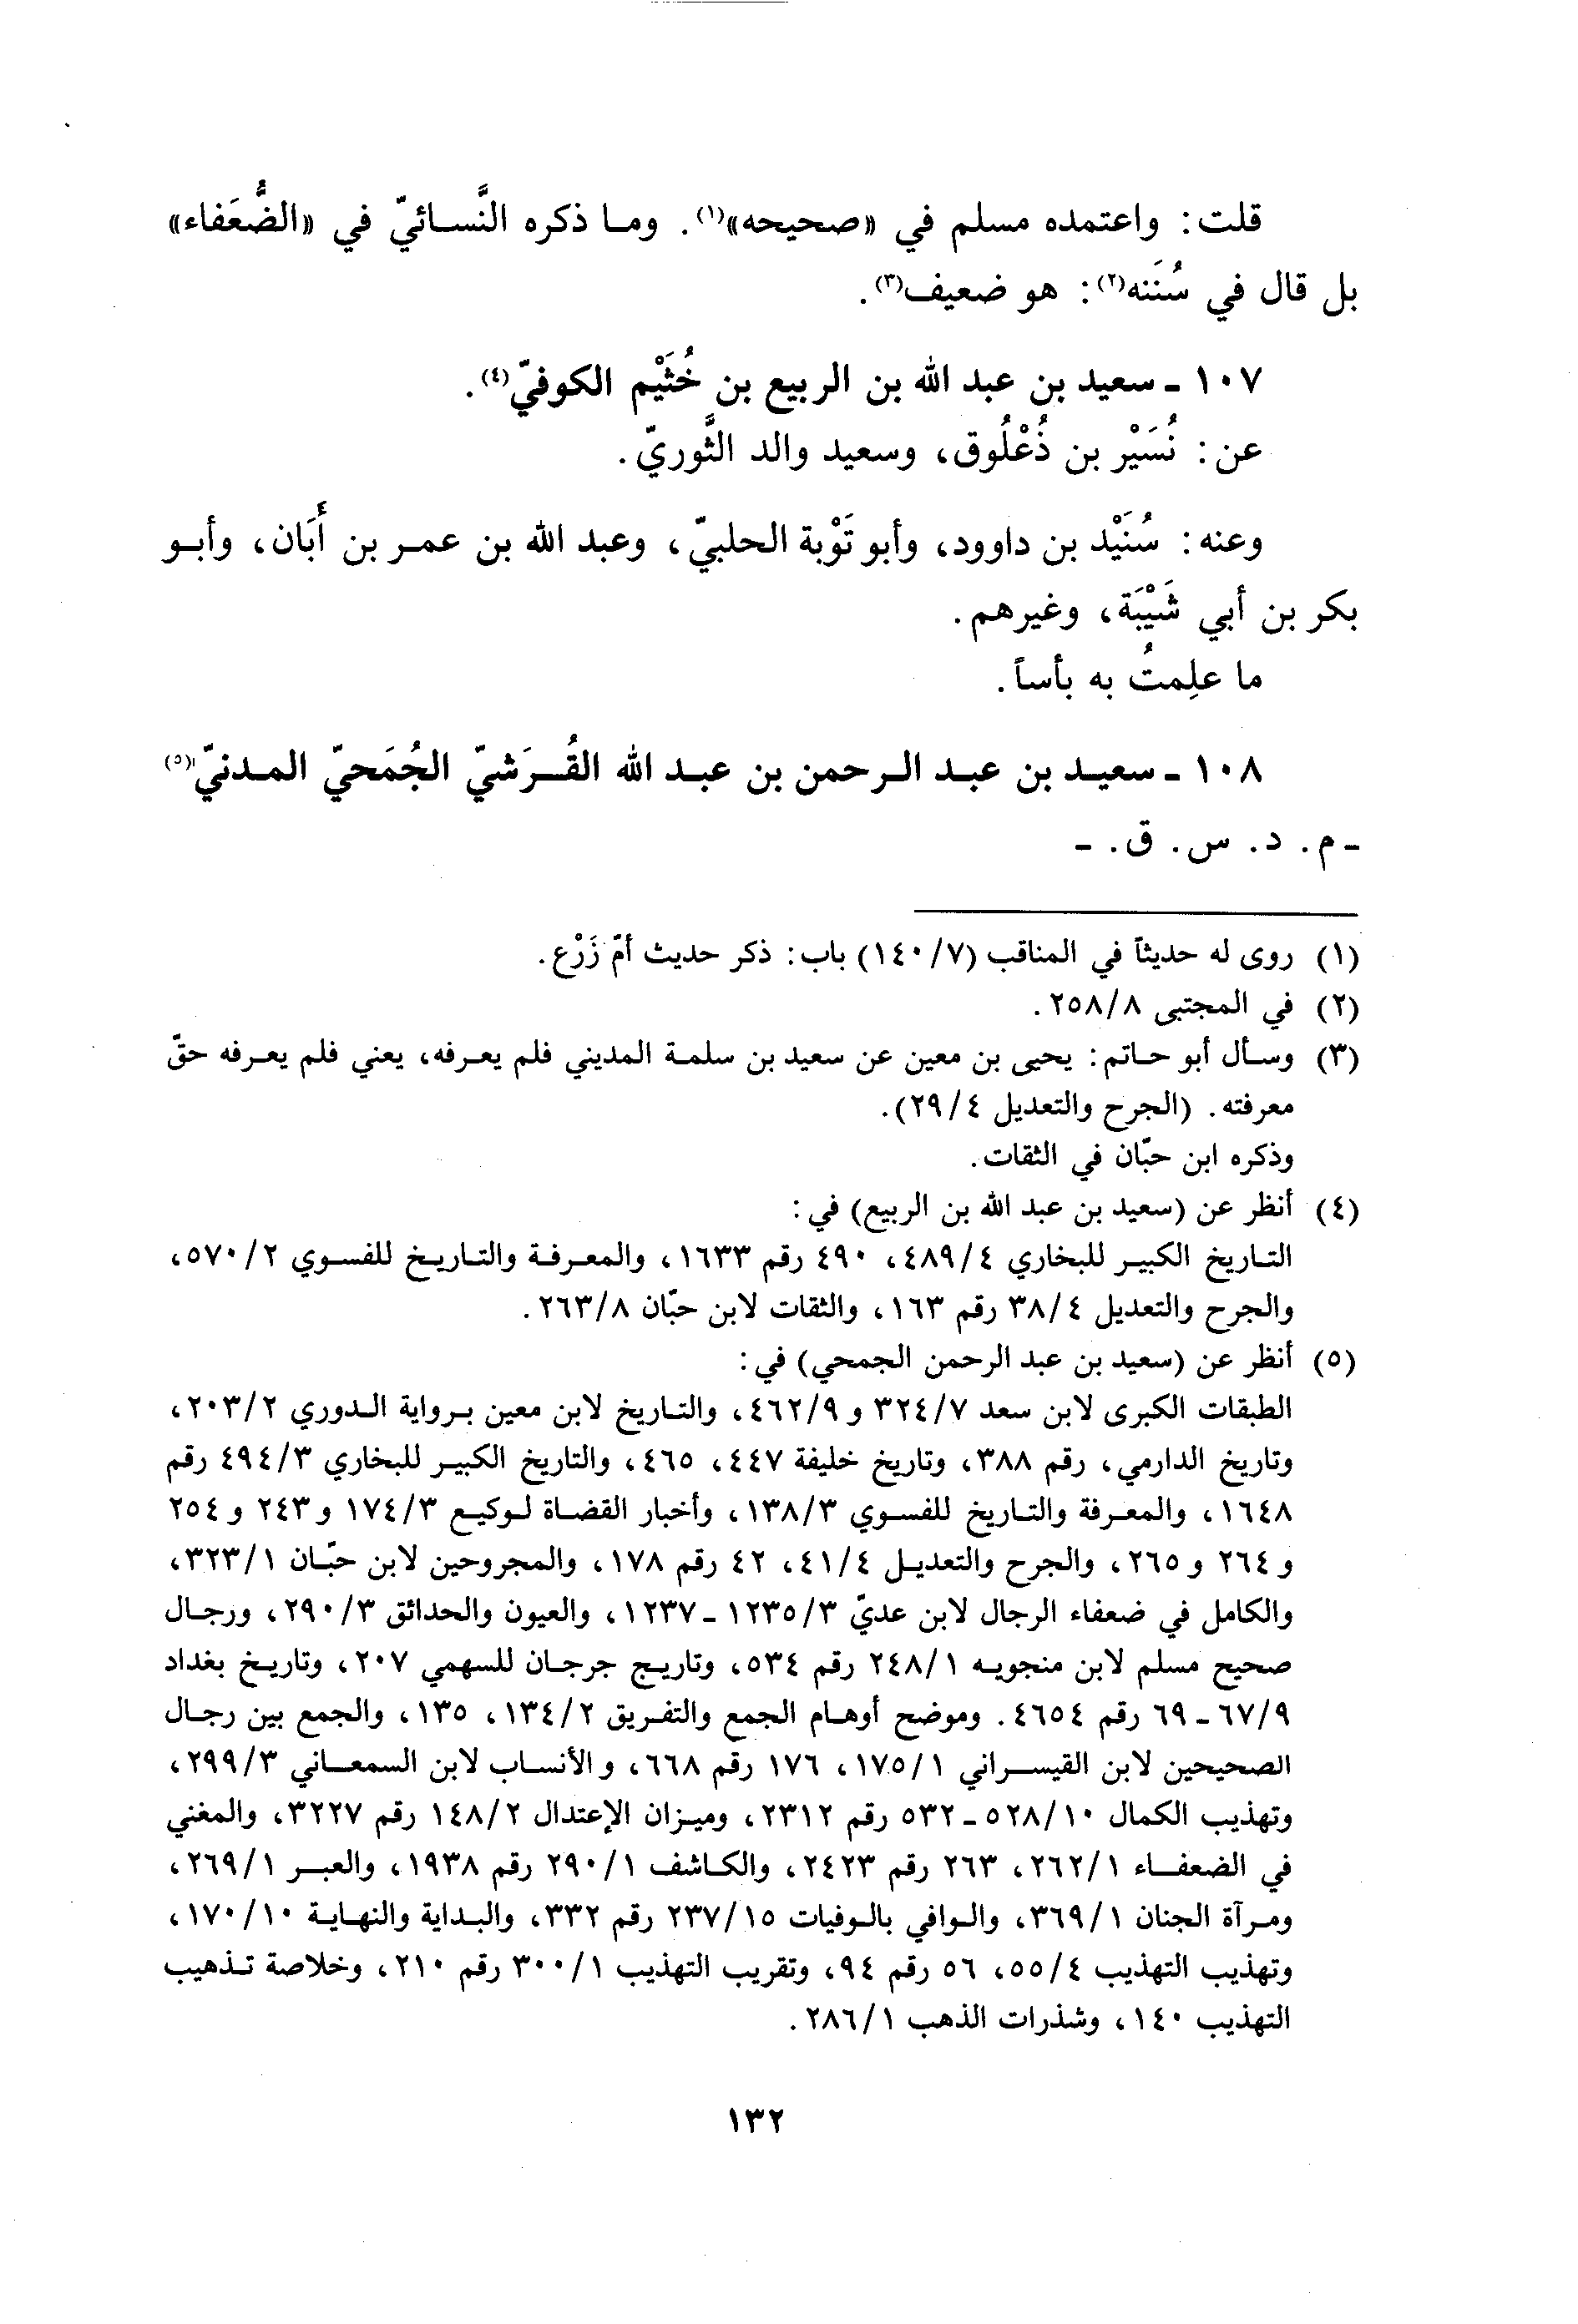 قلت: واعتمده مسلم في «صحيحه»(١). وما ذكره النَّسائيّ في «الضُّعَفاء»
بل قال في سُنَنه(٢): هو ضعيف(٣).
١٠٧ - سعيد بن عبد الله بن الربيع بن خُثَيْم الكوفيّ(٤).
عن: نُسَيْر بن ذُعْلُوق، وسعيد والد الثَّوريّ.
وعنه: سُنَيْد بن داوود، وأبو تَوْبة الحلبيّ، وعبد الله بن عمر بن أَبَان، وأبو
بكر بن أبي شَيْبَة، وغيرهم.
ما علِمتُ به بأساً.
١٠٨ - سعيد بن عبد الرحمن بن عبد الله القُرَشيّ الجُمَحيّ المدنيّ(٥)
- م. د. س. ق. -
(١) روى له حديثاً في المناقب (١٤٠/٧) باب: ذكر حديث أمّ زَرْع.
(٢) في المجتبى ٢٥٨/٨.
(٣) وسأل أبو حاتم: يحيى بن معين عن سعيد بن سلمة المديني فلم يعرفه، يعني فلم يعرفه حقّ
معرفته. (الجرح والتعديل ٢٩/٤).
وذكره ابن حبّان في الثقات.
(٤) أنظر عن (سعيد بن عبد الله بن الربيع) في:
التاريخ الكبير للبخاري ٤٨٩/٤، ٤٩٠ رقم ١٦٣٣، والمعرفة والتاريخ للفسوي ٥٧٠/٢،
والجرح والتعديل ٣٨/٤ رقم ١٦٣، والثقات لابن حبّان ٢٦٣/٨.
(٥) أنظر عن (سعيد بن عبد الرحمن الجمحي) في:
الطبقات الكبرى لابن سعد ٣٢٤/٧ و ٤٦٢/٩، والتاريخ لابن معين برواية الدوري ٢٠٣/٢،
وتاريخ الدارمي، رقم ٣٨٨، وتاريخ خليفة ٤٤٧، ٤٦٥، والتاريخ الكبير للبخاري ٤٩٤/٣ رقم
١٦٤٨، والمعرفة والتاريخ للفسوي ١٣٨/٣، وأخبار القضاة لوكيع ١٧٤/٣ و٢٤٣ و ٢٥٤
و ٢٦٤ و ٢٦٥، والجرح والتعديل ٤١/٤، ٤٢ رقم ١٧٨، والمجروحين لابن حبّان ٣٢٣/١،
والكامل في ضعفاء الرجال لابن عديّ ١٢٣٥/٣ - ١٢٣٧، والعيون والحدائق ٢٩٠/٣، ورجال
صحيح مسلم لابن منجويه ٢٤٨/١ رقم ٥٣٤، وتاريج جرجان للسهمي ٢٠٧، وتاريخ بغداد
٦٧/٩ - ٦٩ رقم ٤٦٥٤. وموضح أوهام الجمع والتفريق ١٣٤/٢، ١٣٥، والجمع بين رجال
الصحيحين لابن القيسراني ١٧٥/١، ١٧٦ رقم ٦٦٨، والأنساب لابن السمعاني ٢٩٩/٣،
وتهذيب الكمال ٥٢٨/١٠ - ٥٣٢ رقم ٢٣١٢، وميزان الإعتدال ١٤٨/٢ رقم ٣٢٢٧، والمغني
في الضعفاء ٢٦٢/١، ٢٦٣ رقم ٢٤٢٣، والكاشف ٢٩٠/١ رقم ١٩٣٨، والعبر ٢٦٩/١،
ومرآة الجنان ٣٦٩/١، والوافي بالوفيات ٢٣٧/١٥ رقم ٣٣٢، والبداية والنهاية ١٧٠/١٠،
وتهذيب التهذيب ٥٥/٤، ٥٦ رقم ٩٤، وتقريب التهذيب ٣٠٠/١ رقم ٢١٠، وخلاصة تذهيب
التهذيب ١٤٠، وشذرات الذهب ٢٨٦/١.
١٣٢